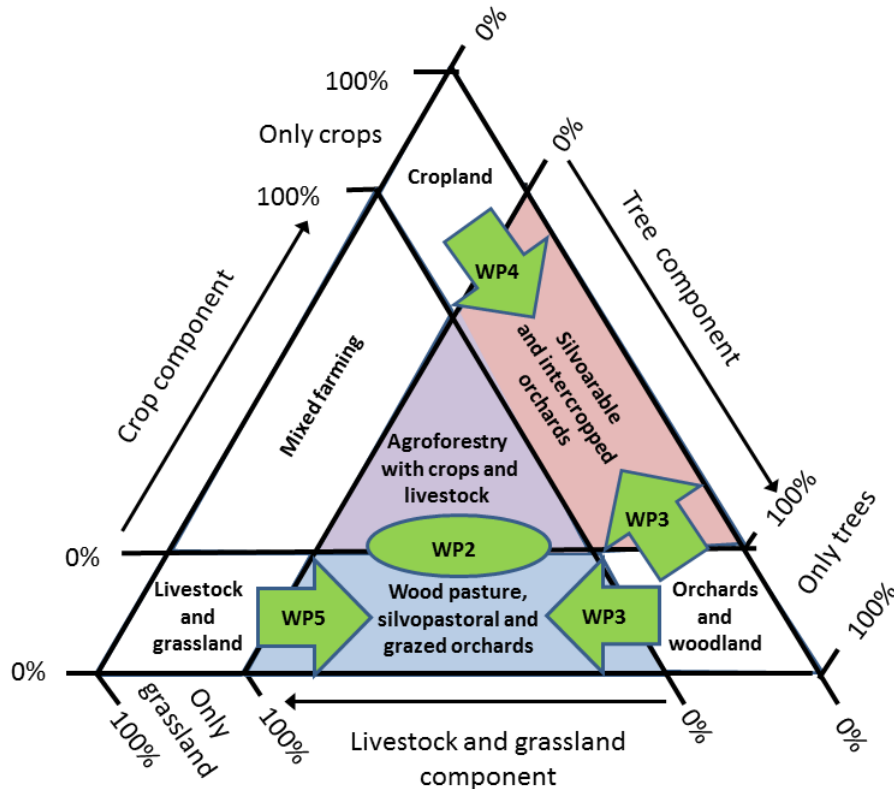 0%
100%
Only crops
0%
100%
Cropland
Tree component
WP4
Crop component
Mixed farming
Silvoarable
and intercropped
orchards
Agroforestry
with crops and
livestock
100%
Only trees
WP3
WP2
0%
Livestock
and
grassland
WP5
Wood pasture,
silvopastoral and
grazed orchards
WP3
Orchards
and
woodland
100%
0%
100%
Only
grassland
100%
0%
0%
Livestock and grassland
component